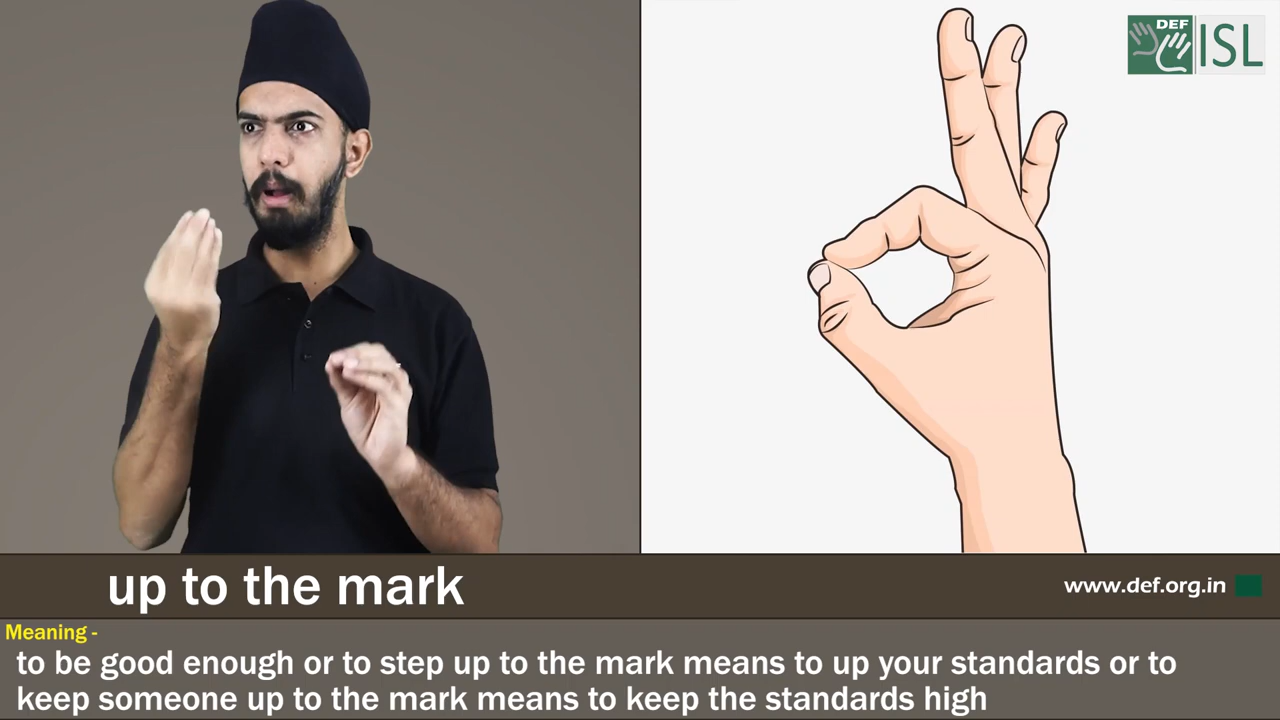 DEF
ISL
up to the mark
www.def.org.in
Meaning -
to be good enough or to step up to the mark means to up your standards or to
keep someone up to the mark means to keep the standards high